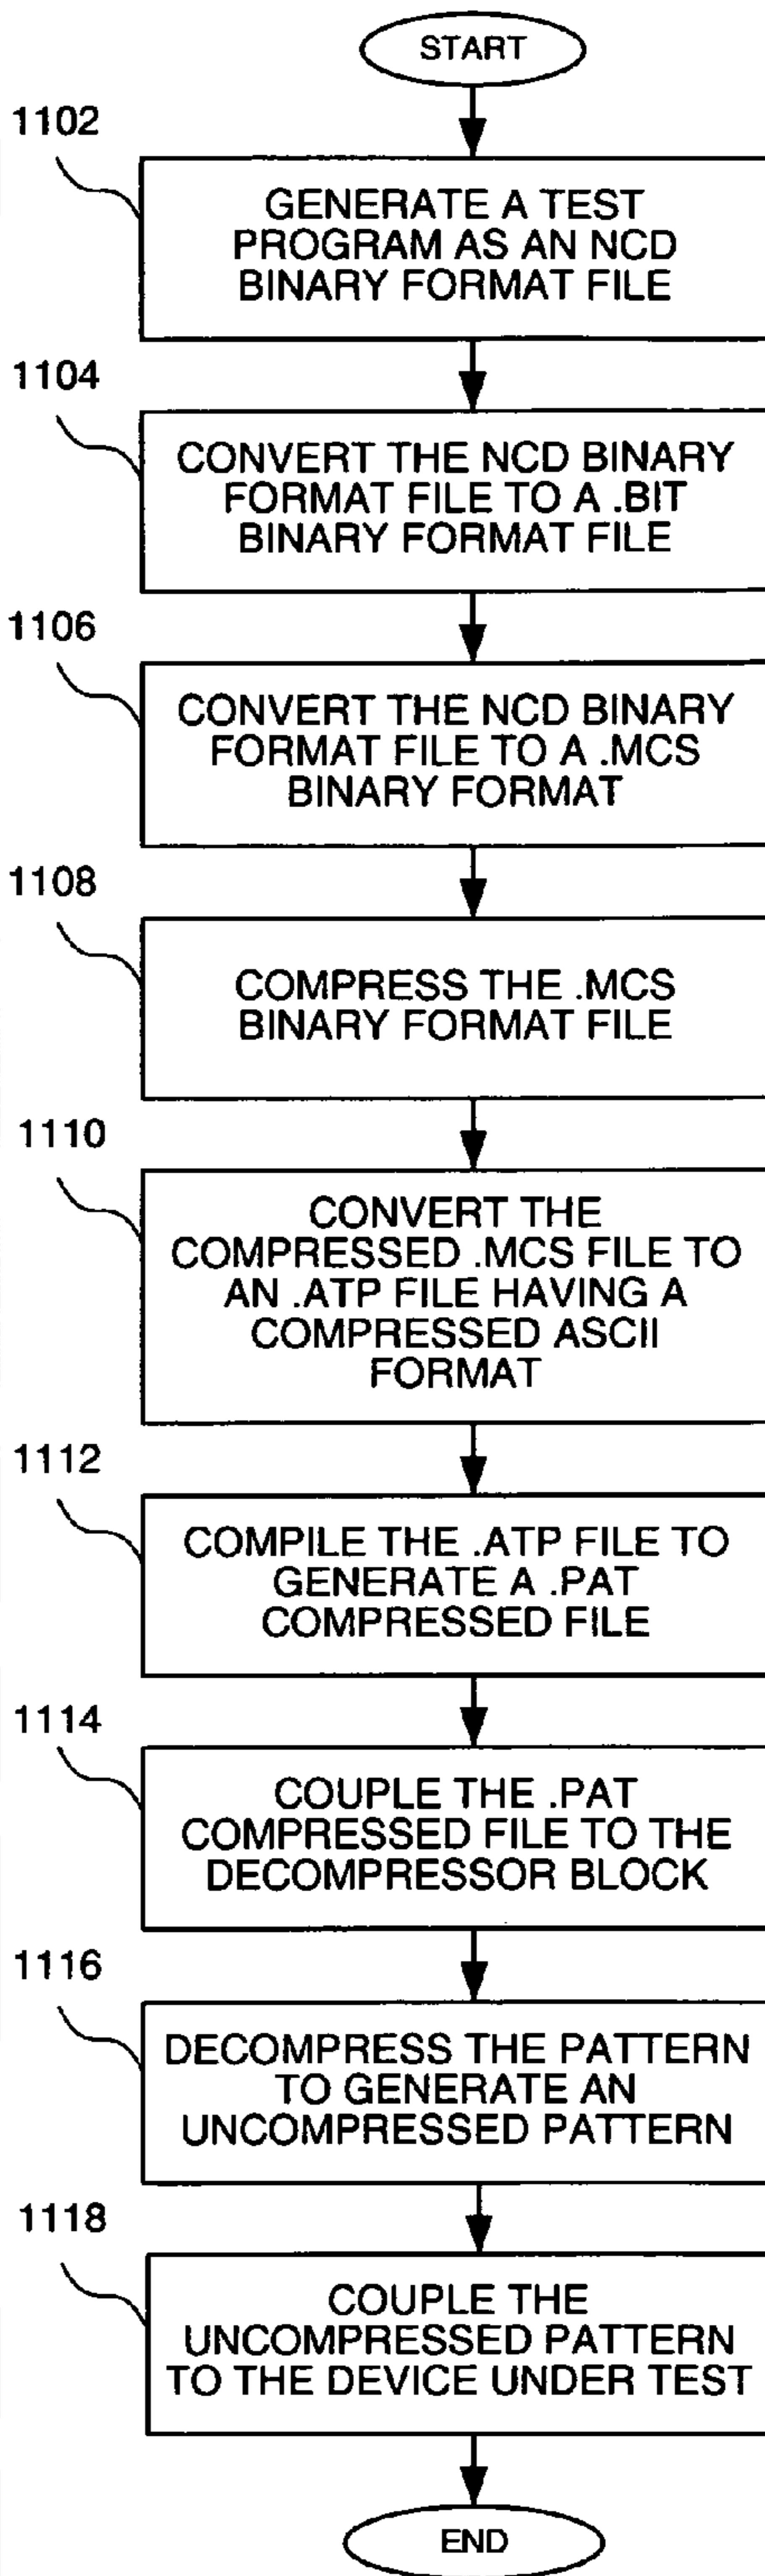 START
1102
GENERATE A TEST
PROGRAM AS AN NCD
BINARY FORMAT FILE
1104
CONVERT THE NCD BINARY
FORMAT FILE TO A .BIT
BINARY FORMAT FILE
1106
CONVERT THE NCD BINARY
FORMAT FILE TO A .MCS
BINARY FORMAT
1108
COMPRESS THE .MCS
BINARY FORMAT FILE
1110
CONVERT THE
COMPRESSED .MCS FILE TO
AN .ATP FILE HAVING A
COMPRESSED ASCII
FORMAT
1112
COMPILE THE .ATP FILE TO
GENERATE A .PAT
COMPRESSED FILE
1114
COUPLE THE .PAT
COMPRESSED FILE TO THE
DECOMPRESSOR BLOCK
1116
DECOMPRESS THE PATTERN
TO GENERATE AN
UNCOMPRESSED PATTERN
1118
COUPLE THE
UNCOMPRESSED PATTERN
TO THE DEVICE UNDER TEST
END